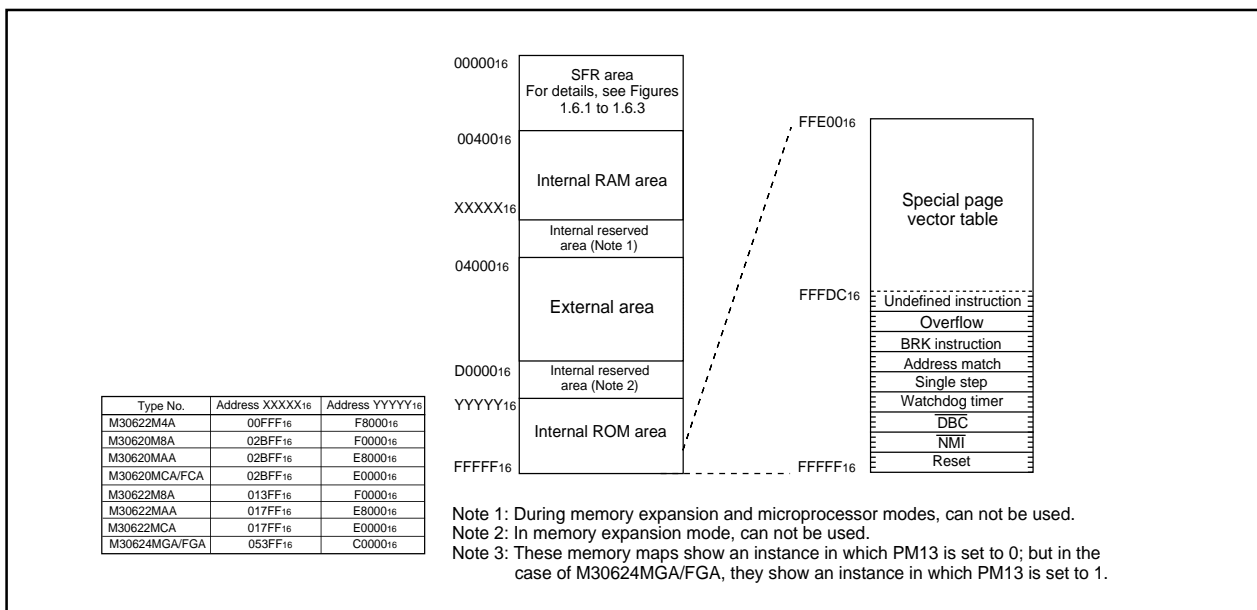 0000016
SFR area
For details, see Figures
1.6.1 to 1.6.3
0040016
Internal RAM area
XXXXX16
Internal reserved
area (Note 1)
0400016
External area
D000016
Internal reserved
area (Note 2)
YYYYY16
Internal ROM area
FFFFF16
FFE0016
Special page
vector table
FFFDC16
Undefined instruction
Overflow
BRK instruction
Address match
Single step
Watchdog timer
DBC
NMI
Reset
FFFFF16
Type No. Address XXXXX16 Address YYYYY16
M30622M4A 00FFF16 F800016
M30620M8A 02BFF16 F000016
M30620MAA 02BFF16 E800016
M30620MCA/FCA 02BFF16 E000016
M30622M8A 013FF16 F000016
M30622MAA 017FF16 E800016
M30622MCA 017FF16 E000016
M30624MGA/FGA 053FF16 C000016
Note 1: During memory expansion and microprocessor modes, can not be used.
Note 2: In memory expansion mode, can not be used.
Note 3: These memory maps show an instance in which PM13 is set to 0; but in the
case of M30624MGA/FGA, they show an instance in which PM13 is set to 1.